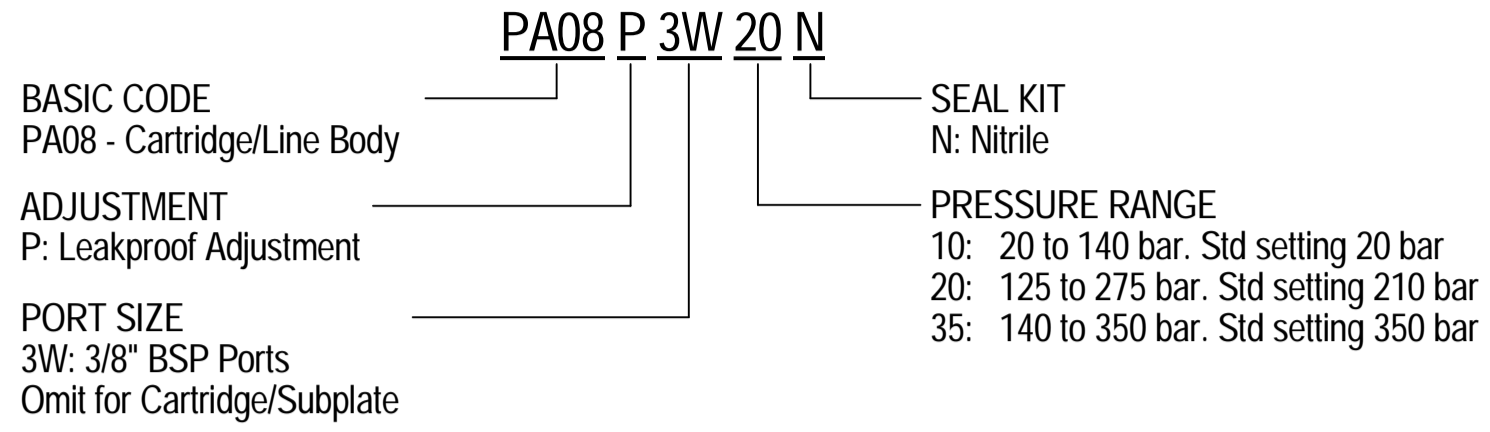 PA08 P 3W 20 N
BASIC CODE
PA08 - Cartridge/Line Body
ADJUSTMENT
P: Leakproof Adjustment
PORT SIZE
3W: 3/8" BSP Ports
Omit for Cartridge/Subplate
SEAL KIT
N: Nitrile
PRESSURE RANGE
10: 20 to 140 bar. Std setting 20 bar
20: 125 to 275 bar. Std setting 210 bar
35: 140 to 350 bar. Std setting 350 bar